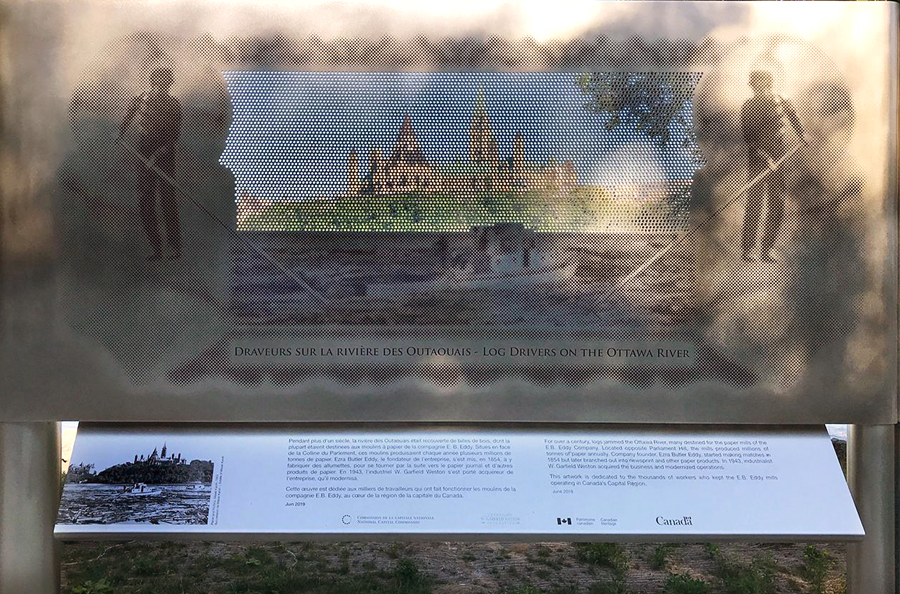 Draveurs sur la rivière des Outaouais - Log Drivers on the Ottawa River
Pendant plus d'un siècle, la rivière des Outaouais était recouverte de billes de bois, dont la
plupart étaient destinées aux moulins à papier de la compagnie E. B. Eddy. Situés en face
de la Colline du Parlement, ces moulins produisaient chaque année plusieurs millions de
tonnes de papier. Ezra Butler Eddy, le fondateur de l'entreprise, s'est mis, en 1854, à y
fabriquer des allumettes, pour se tourner par la suite vers le papier journal et d'autres
produits de papier. En 1943, l'industriel W. Garfield Weston s'est porté acquéreur de
l'entreprise, qu'il modernisa.
Cette œuvre est dédiée aux milliers de travailleurs qui ont fait fonctionner les moulins de la
compagnie E.B. Eddy, au cœur de la région de la capitale du Canada.
Juin 2019
For over a century, logs jammed the Ottawa River, many destined for the paper mills of the
E.B. Eddy Company. Located opposite Parliament Hill, the mills produced millions of
tonnes of paper annually. Company founder, Ezra Butler Eddy, started making matches in
1854 but later branched out into newsprint and other paper products. In 1943, industrialist
W. Garfield Weston acquired the business and modernized operations.
This artwork is dedicated to the thousands of workers who kept the E.B. Eddy mills
operating in Canada's Capital Region.
June 2019
Commission de la capitale nationale
National Capital Commission
Patrimoine canadien
Canadian Heritage
Canada